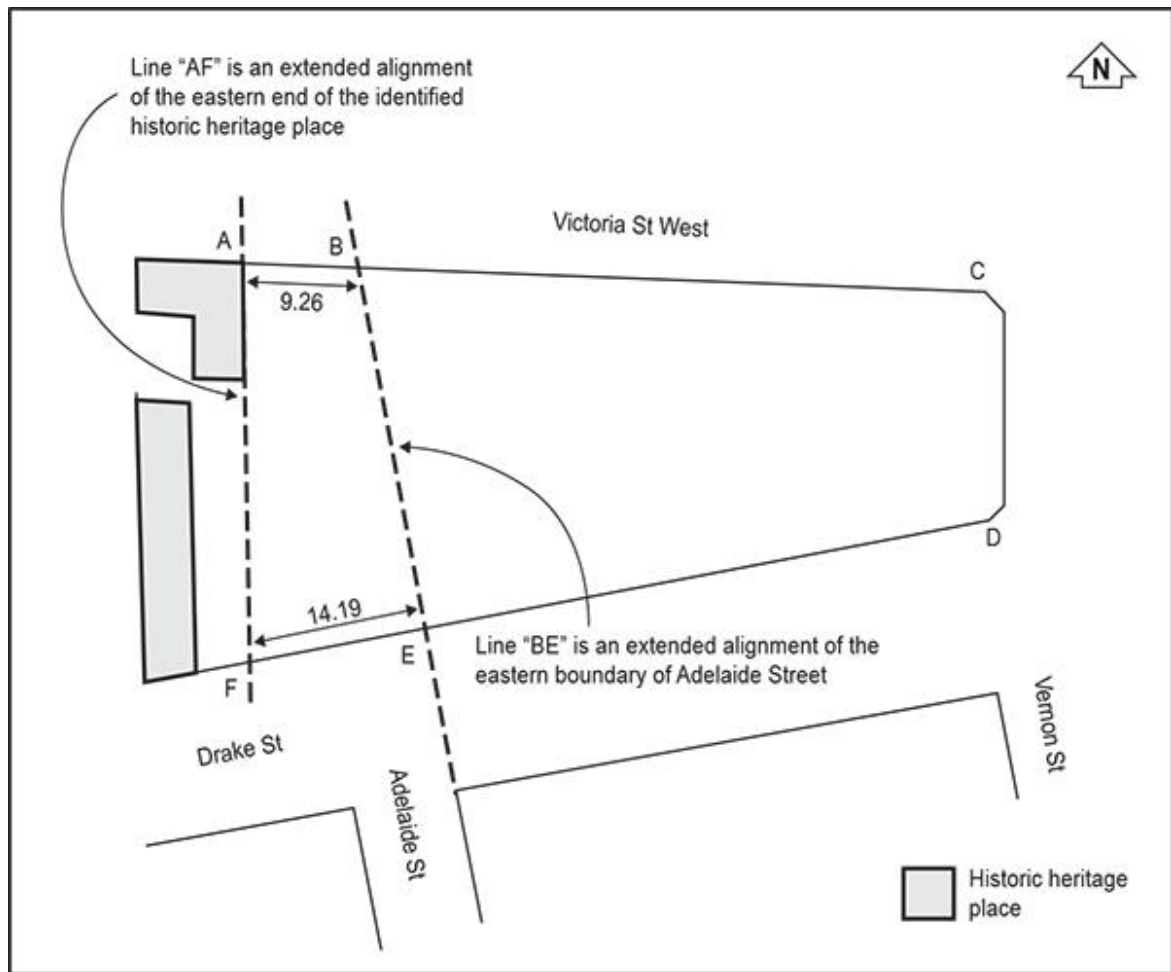 Line “AF” is an extended alignment
of the eastern end of the identified
historic heritage place
N
Victoria St West
A
B
C
9.26
D
14.19
E
Line “BE” is an extended alignment of the
eastern boundary of Adelaide Street
F
Drake St
Adelaide St
Vernon St
Historic heritage
place